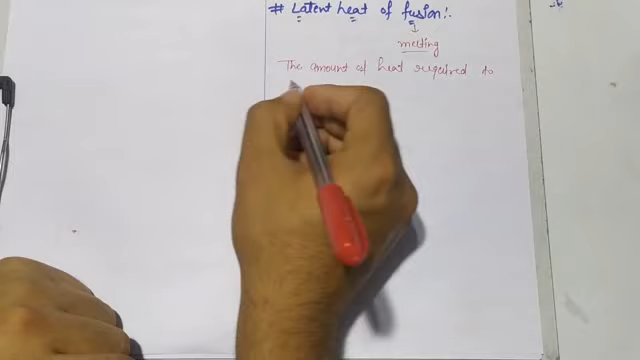 # Latent heat of fusion:-
melting
The amount of heat required to